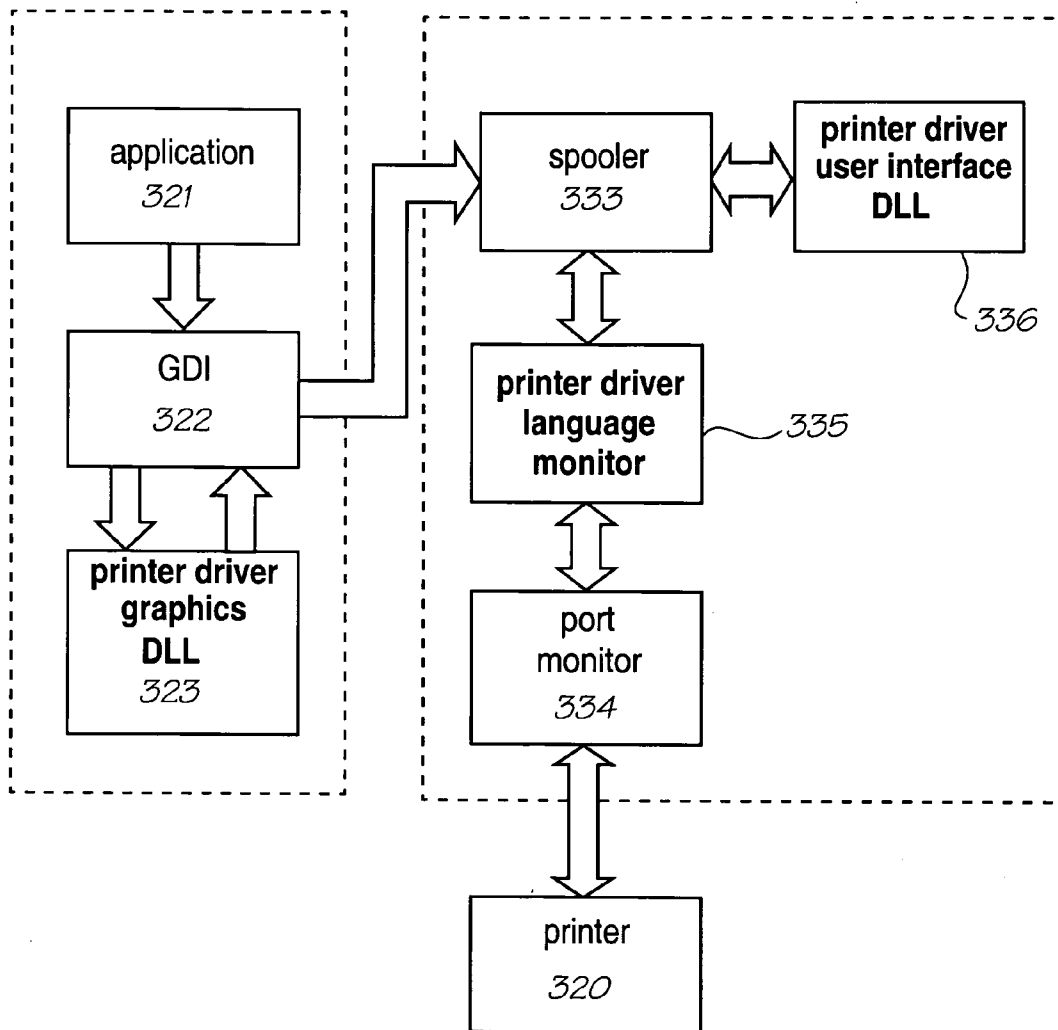 application
321
GDI
322
printer driver
graphics
DLL
323
spooler
333
printer driver
user interface
DLL
336
printer driver
language
monitor
335
port
monitor
334
printer
320